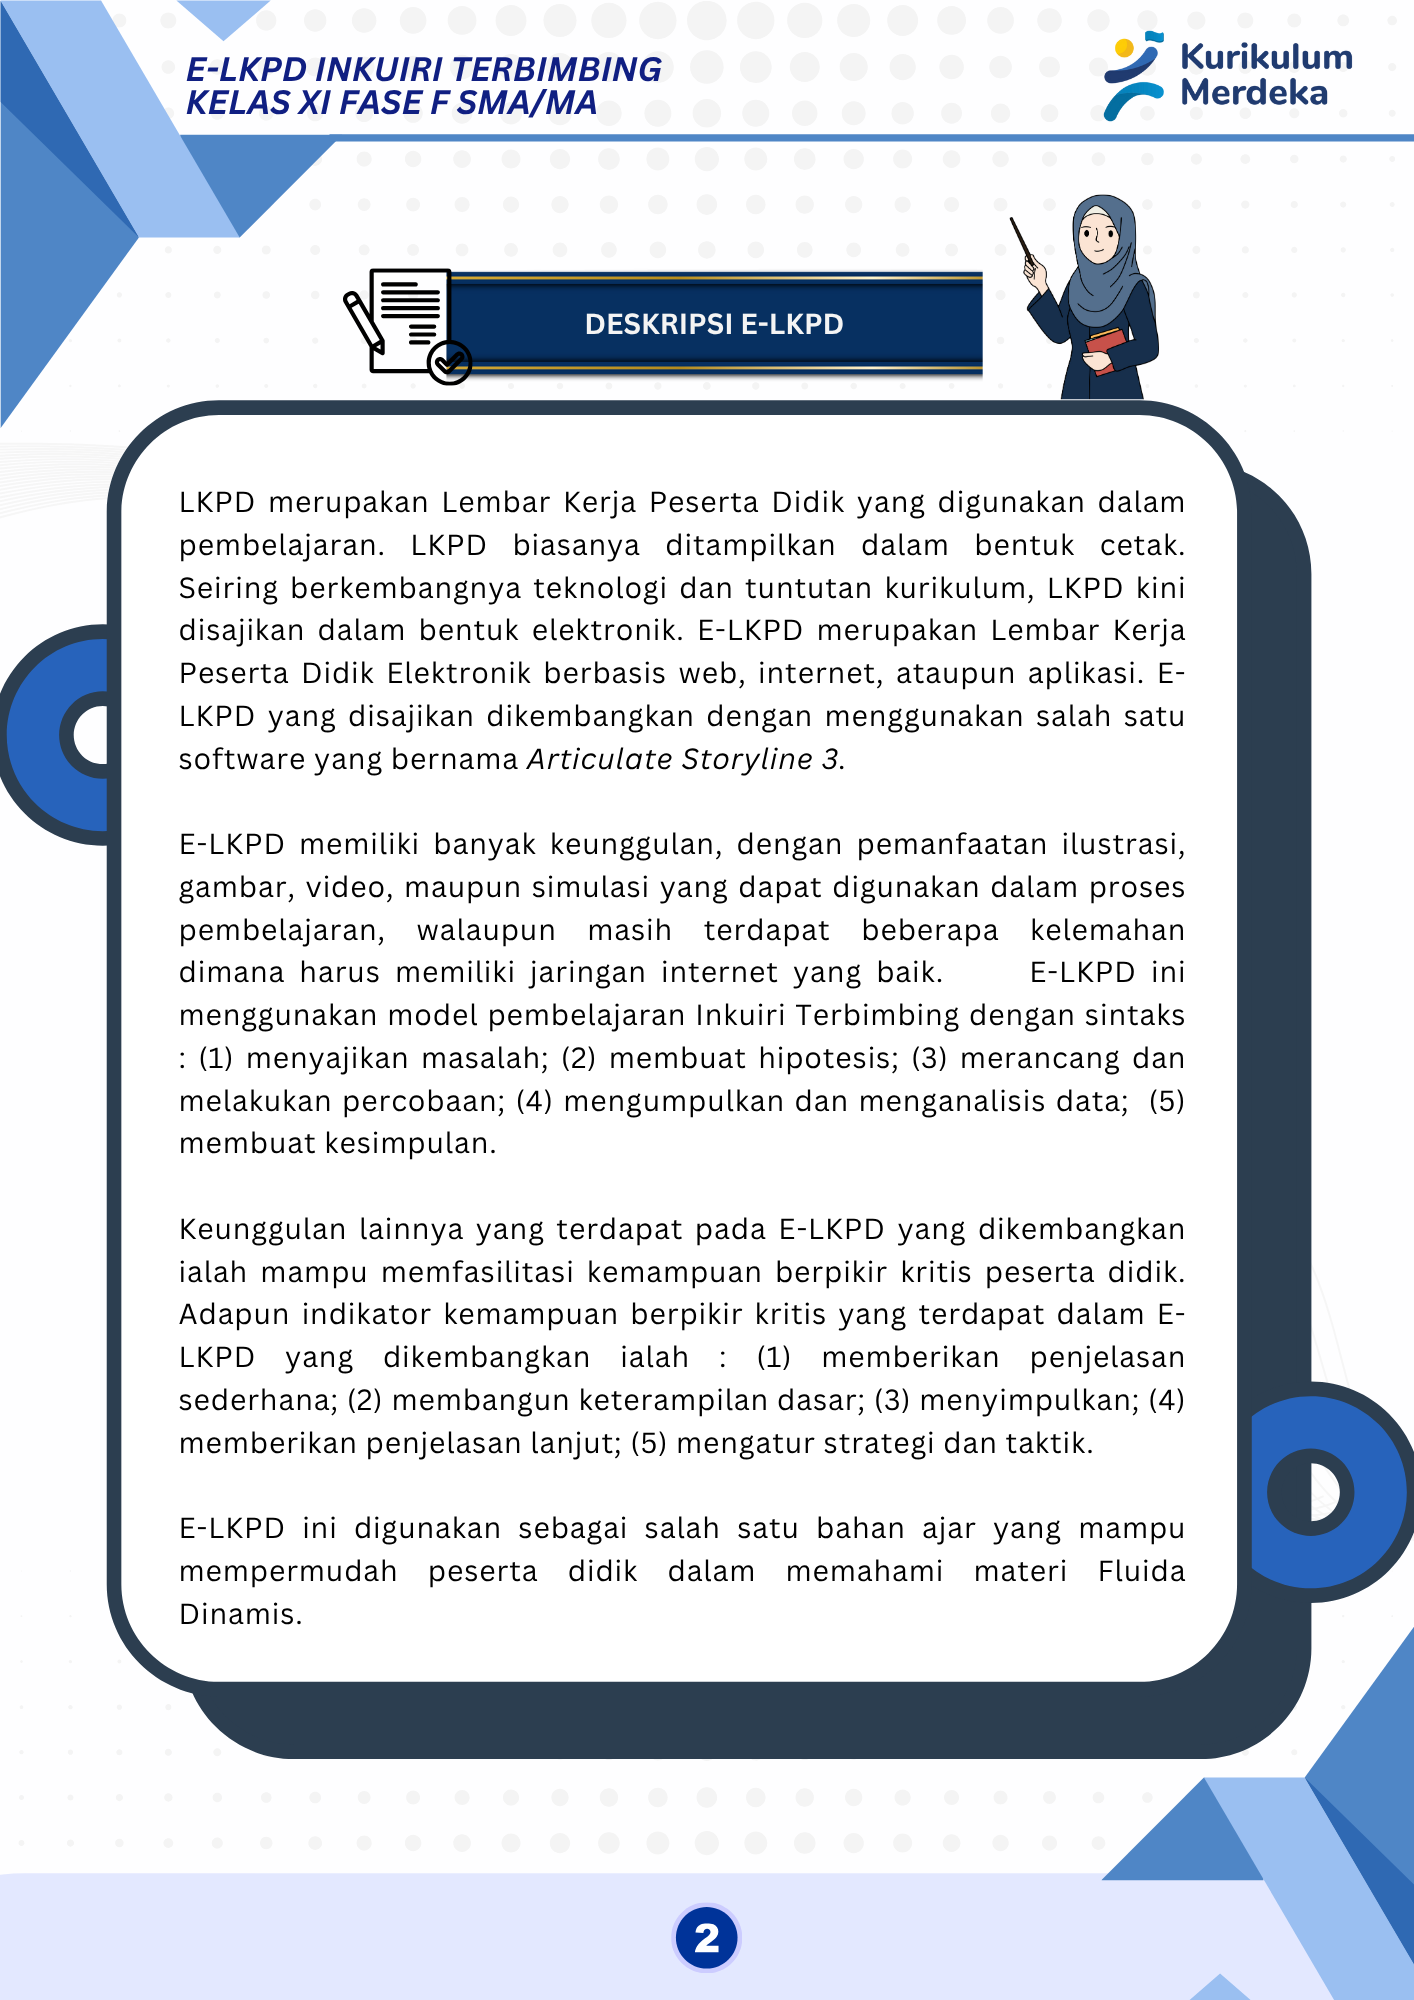 E-LKPD INKUIRI TERBIMBING
KELAS XI FASE F SMA/MA
Kurikulum
Merdeka
DESKRIPSI E-LKPD
LKPD merupakan Lembar Kerja Peserta Didik yang digunakan dalam
pembelajaran. LKPD biasanya ditampilkan dalam bentuk cetak.
Seiring berkembangnya teknologi dan tuntutan kurikulum, LKPD kini
disajikan dalam bentuk elektronik. E-LKPD merupakan Lembar Kerja
Peserta Didik Elektronik berbasis web, internet, ataupun aplikasi. E-
LKPD yang disajikan dikembangkan dengan menggunakan salah satu
software yang bernama Articulate Storyline 3.
E-LKPD memiliki banyak keunggulan, dengan pemanfaatan ilustrasi,
gambar, video, maupun simulasi yang dapat digunakan dalam proses
pembelajaran, walaupun masih terdapat beberapa kelemahan
dimana harus memiliki jaringan internet yang baik. E-LKPD ini
menggunakan model pembelajaran Inkuiri Terbimbing dengan sintaks
: (1) menyajikan masalah; (2) membuat hipotesis; (3) merancang dan
melakukan percobaan; (4) mengumpulkan dan menganalisis data; (5)
membuat kesimpulan.
Keunggulan lainnya yang terdapat pada E-LKPD yang dikembangkan
ialah mampu memfasilitasi kemampuan berpikir kritis peserta didik.
Adapun indikator kemampuan berpikir kritis yang terdapat dalam E-
LKPD yang dikembangkan ialah : (1) memberikan penjelasan
sederhana; (2) membangun keterampilan dasar; (3) menyimpulkan; (4)
memberikan penjelasan lanjut; (5) mengatur strategi dan taktik.
E-LKPD ini digunakan sebagai salah satu bahan ajar yang mampu
mempermudah peserta didik dalam memahami materi Fluida
Dinamis.
2